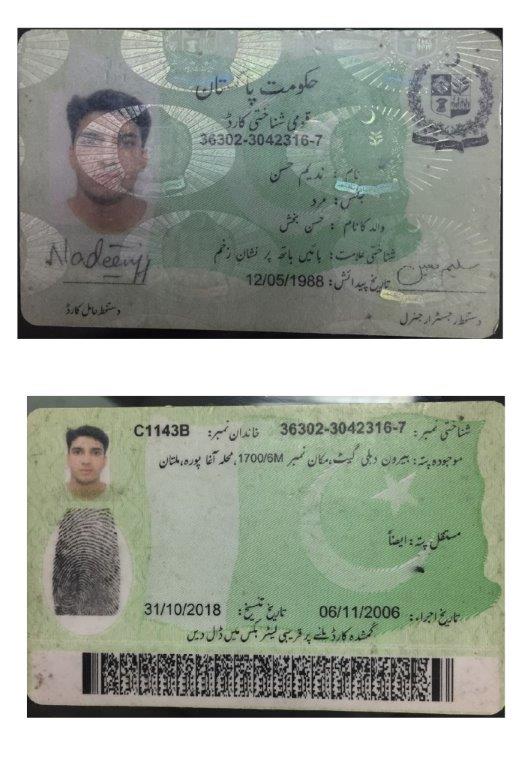 حکومت پاکستان
قومی شناختی کارڈ
36302-3042316-7
نام: ندیم حسن
جنس: مرد
والد کا نام: حسن بخش
شناختی علامت: بائیں ہاتھ پر نشان زخم
تاریخ پیدائش: 12/05/1988
دستخط حامل کارڈ
دستخط رجسٹرار جنرل
شناختی نمبر: 36302-3042316-7 خاندان نمبر: C1143B
موجودہ پتہ: بیرون دہلی گیٹ، مکان نمبر 1700/6M، محلہ آغا پورہ، ملتان
مستقل پتہ: ایضاً
تاریخ اجراء: 06/11/2006 تاریخ تنسیخ: 31/10/2018
گمشدہ کارڈ ملنے پر قریبی لیٹر بکس میں ڈال دیں